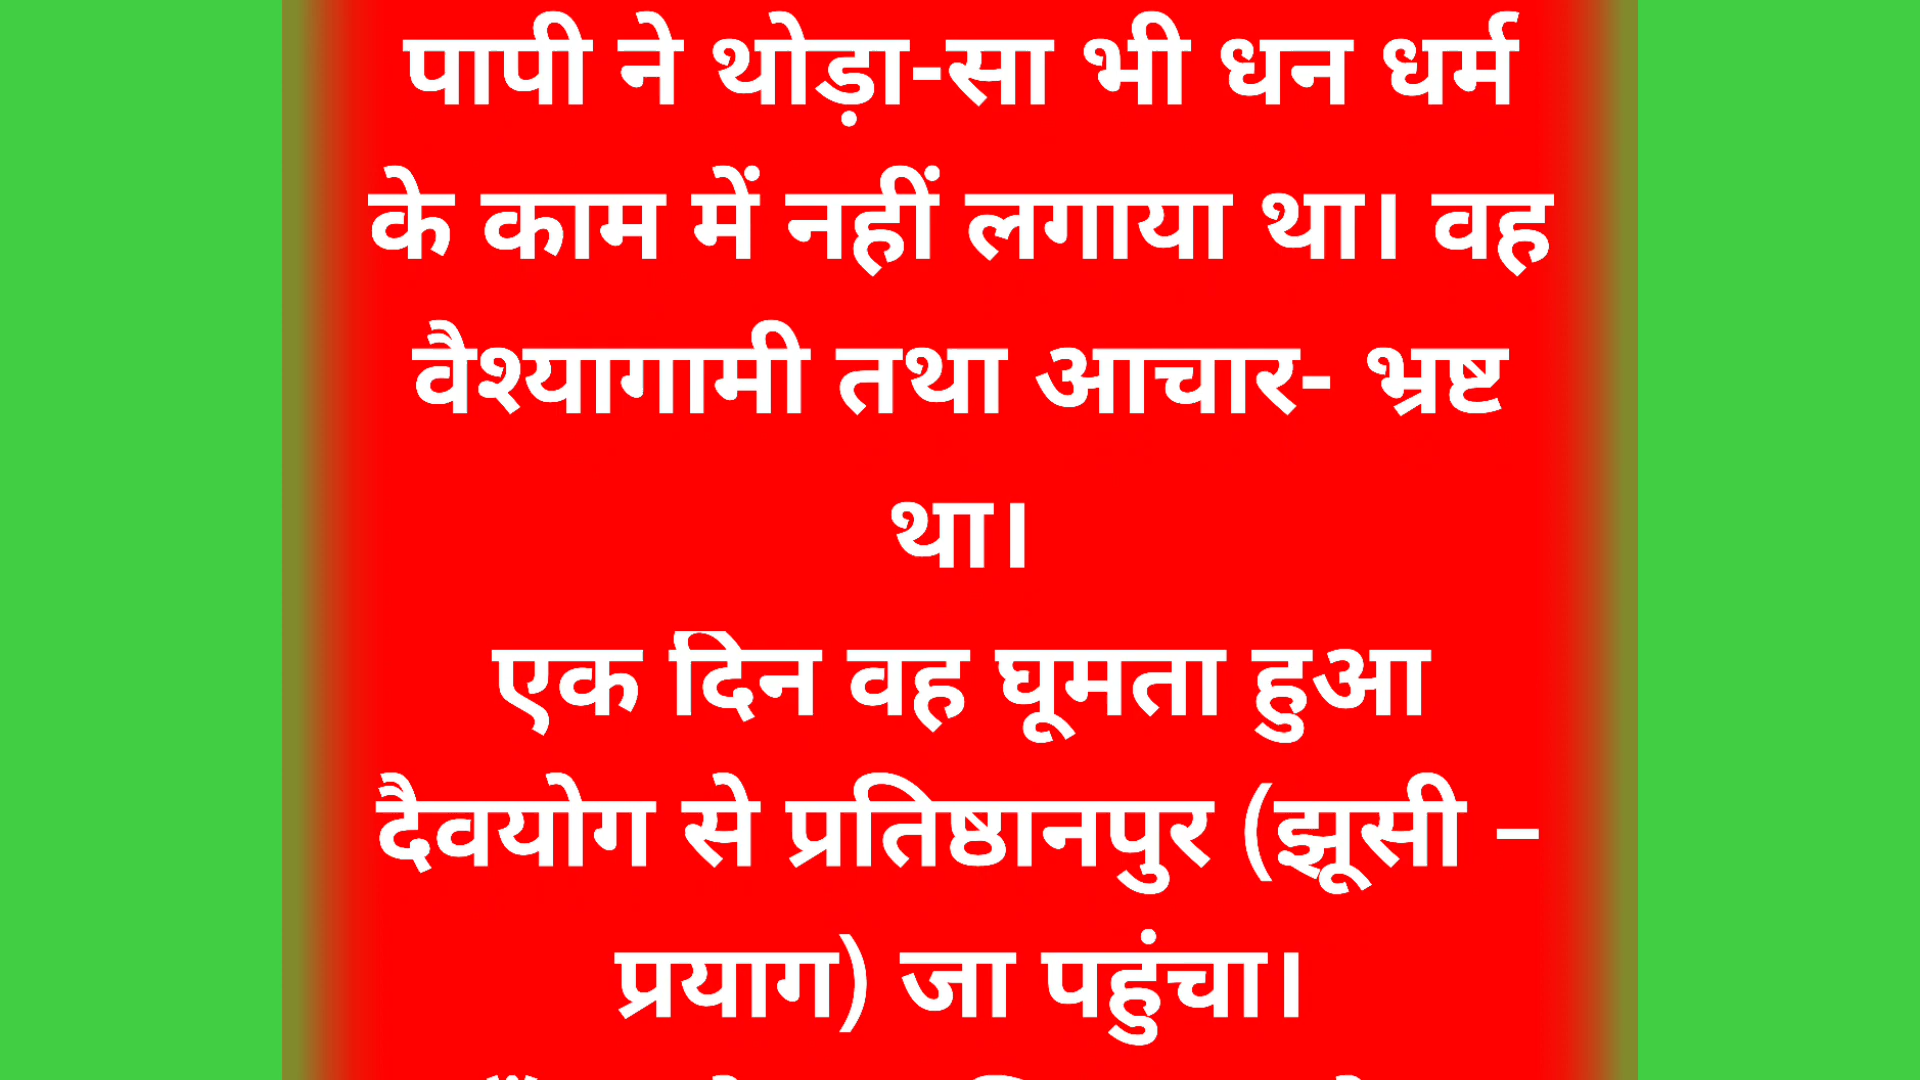 पापी ने थोड़ा-सा भी धन धर्म
के काम में नहीं लगाया था। वह
वैश्यागामी तथा आचार- भ्रष्ट
था।
एक दिन वह घूमता हुआ
दैवयोग से प्रतिष्ठानपुर (झूसी –
प्रयाग) जा पहुंचा।